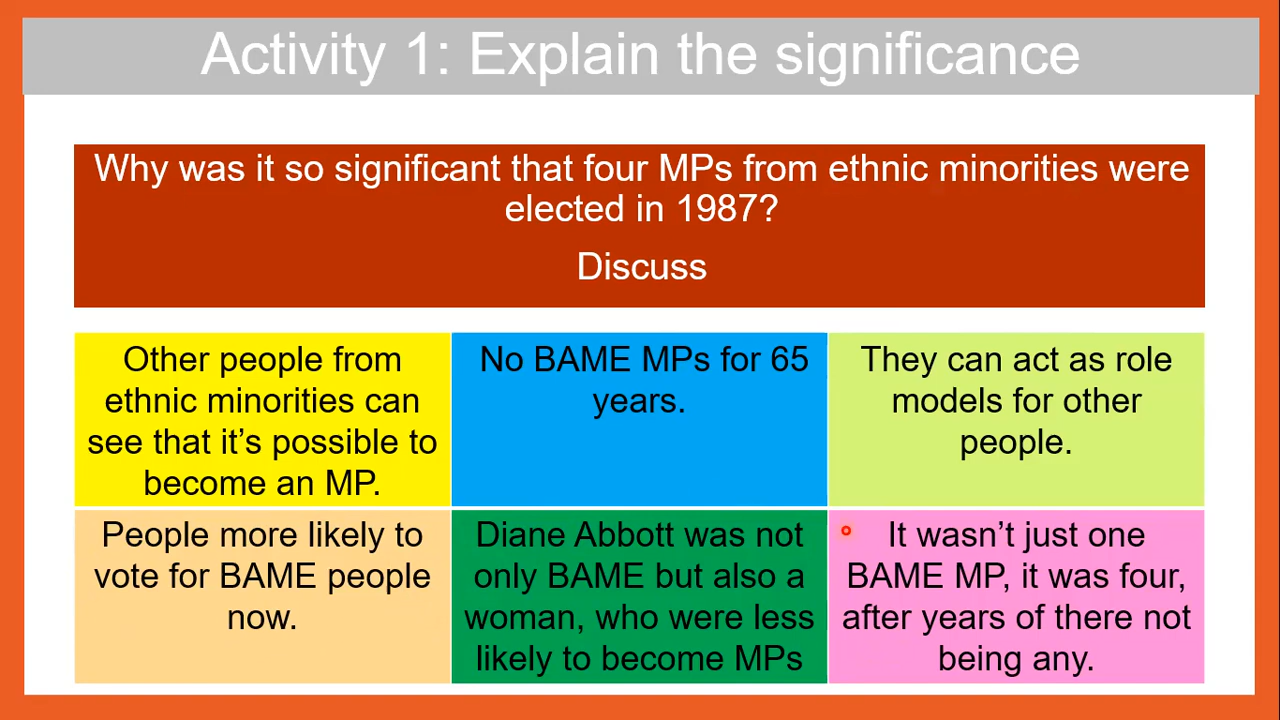 Activity 1: Explain the significance
Why was it so significant that four MPs from ethnic minorities were
elected in 1987?
Discuss
Other people from
ethnic minorities can
see that it’s possible to
become an MP.
No BAME MPs for 65
years.
They can act as role
models for other
people.
People more likely to
vote for BAME people
now.
Diane Abbott was not
only BAME but also a
woman, who were less
likely to become MPs
It wasn’t just one
BAME MP, it was four,
after years of there not
being any.